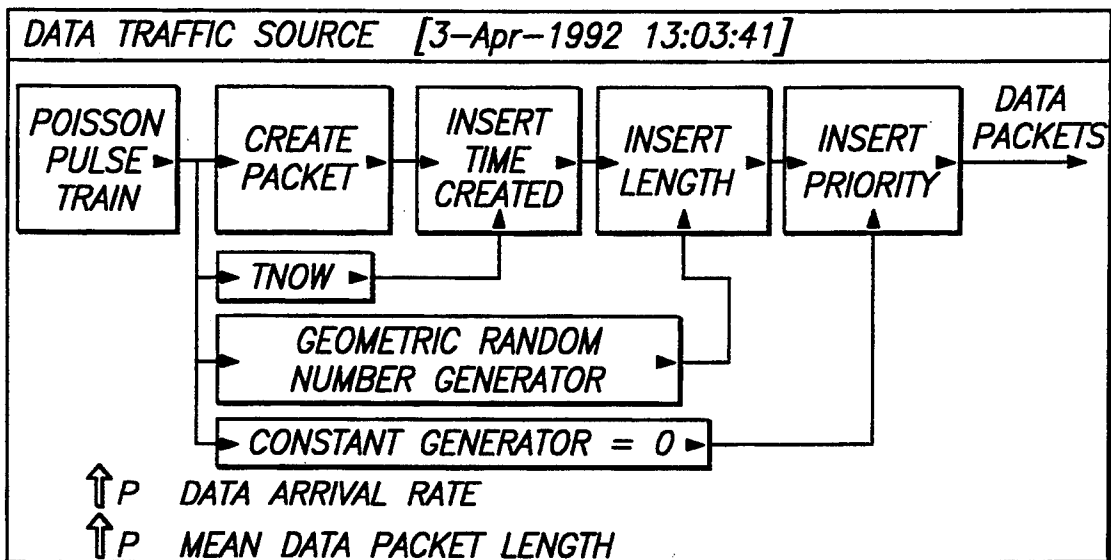 DATA TRAFFIC SOURCE [3-Apr-1992 13:03:41]
POISSON
PULSE
TRAIN
CREATE
PACKET
INSERT
TIME
CREATED
INSERT
LENGTH
INSERT
PRIORITY
DATA
PACKETS
TNOW
GEOMETRIC RANDOM
NUMBER GENERATOR
CONSTANT GENERATOR = 0
P DATA ARRIVAL RATE
P MEAN DATA PACKET LENGTH